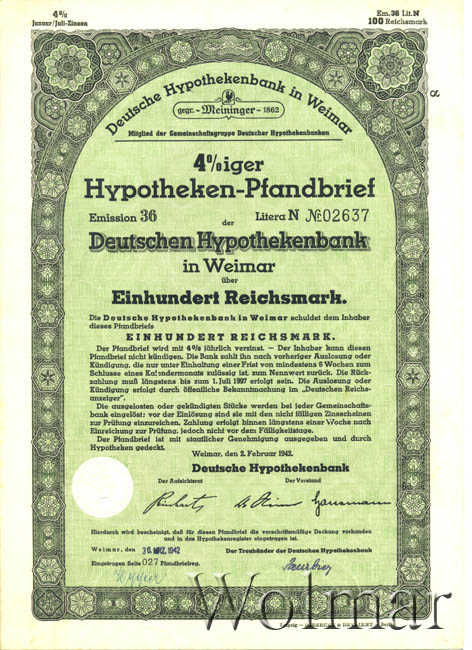 4%
Januar/Juli-Zinsen
Em. 36 Lit. N
100 Reichsmark
α
Deutsche Hypothekenbank in Weimar
gegr. - Meininger - 1862
Mitglied der Gemeinschaftsgruppe Deutscher Hypothekenbanken
4%iger
Hypotheken-Pfandbrief
Emission 36 der Litera N № 02637
Deutschen Hypothekenbank
in Weimar
über
Einhundert Reichsmark.
Die Deutsche Hypothekenbank in Weimar schuldet dem Inhaber
dieses Pfandbriefs
EINHUNDERT REICHSMARK.
Der Pfandbrief wird mit 4% jährlich verzinst. – Der Inhaber kann diesen
Pfandbrief nicht kündigen. Die Bank zahlt ihn nach vorheriger Auslosung oder
Kündigung, die nur unter Einhaltung einer Frist von mindestens 6 Wochen zum
Schlusse eines Kalendermonats zulässig ist, zum Nennwert zurück. Die Rück-
zahlung muß längstens bis zum 1. Juli 1997 erfolgt sein. Die Auslosung oder
Kündigung erfolgt durch öffentliche Bekanntmachung im „Deutschen Reichs-
anzeiger".
Die ausgelosten oder gekündigten Stücke werden bei jeder Gemeinschafts-
bank eingelöst; vor der Einlösung sind sie mit den nicht fälligen Zinsscheinen
zur Prüfung einzureichen. Zahlung erfolgt binnen längstens einer Woche nach
Einreichung zur Prüfung, jedoch nicht vor dem Fälligkeitstage.
Der Pfandbrief ist mit staatlicher Genehmigung ausgegeben und durch
Hypotheken gedeckt.
Weimar, den 2. Februar 1942.
Deutsche Hypothekenbank
Der Aufsichtsrat Der Vorstand
Hierdurch wird bescheinigt, daß für diesen Pfandbrief die vorschriftsmäßige Deckung vorhanden
und in das Hypothekenregister eingetragen ist.
Weimar, den 30. MRZ. 1942 Der Treuhänder der Deutschen Hypothekenbank
Eingetragen Seite 027 Pfandbriefreg.
Wolmar
Leipzig – GIESECKE & DEVRIENT – Berlin